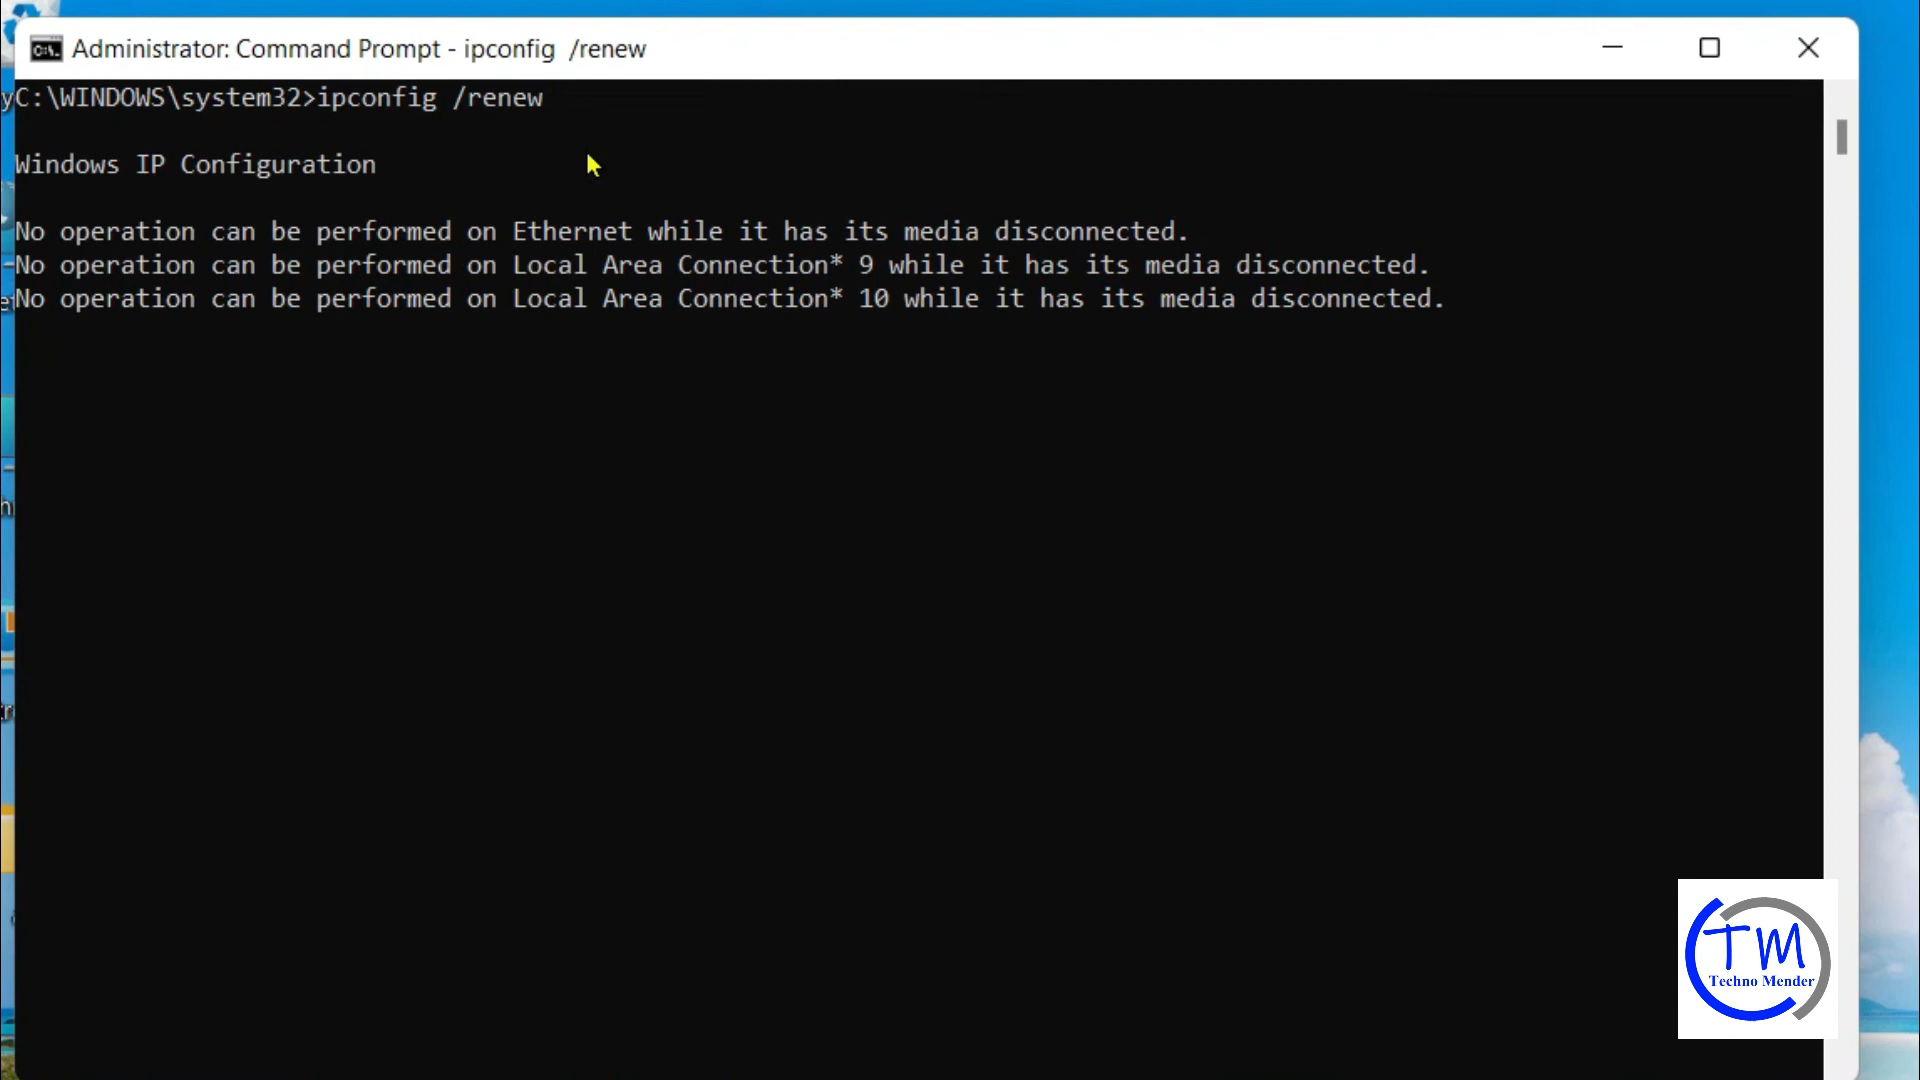 Administrator: Command Prompt - ipconfig  /renew
C:\WINDOWS\system32>ipconfig /renew
Windows IP Configuration
No operation can be performed on Ethernet while it has its media disconnected.
No operation can be performed on Local Area Connection* 9 while it has its media disconnected.
No operation can be performed on Local Area Connection* 10 while it has its media disconnected.
TM
Techno Mender